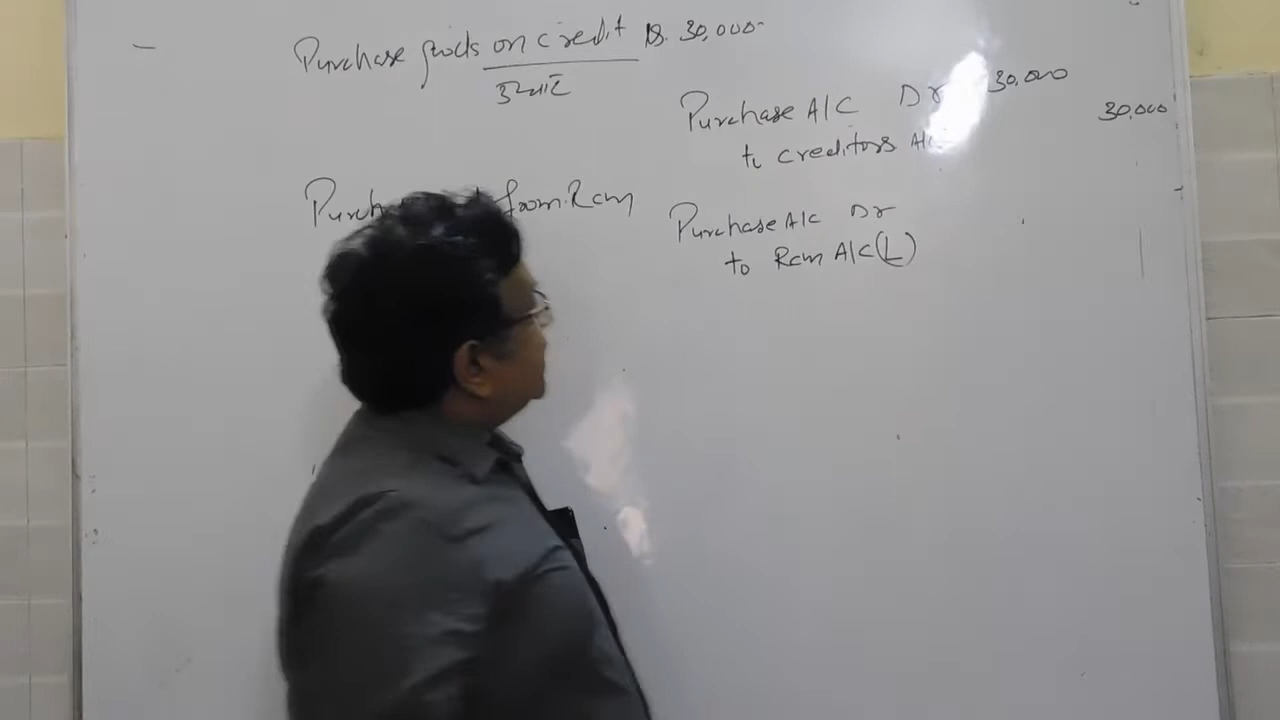 Purchase goods on credit Rs. 30,000-
उधार
Purchase A/C Dr 30,000
to creditors A/c 30,000
from Ram
Purchase A/c Dr
to Ram A/C (L)